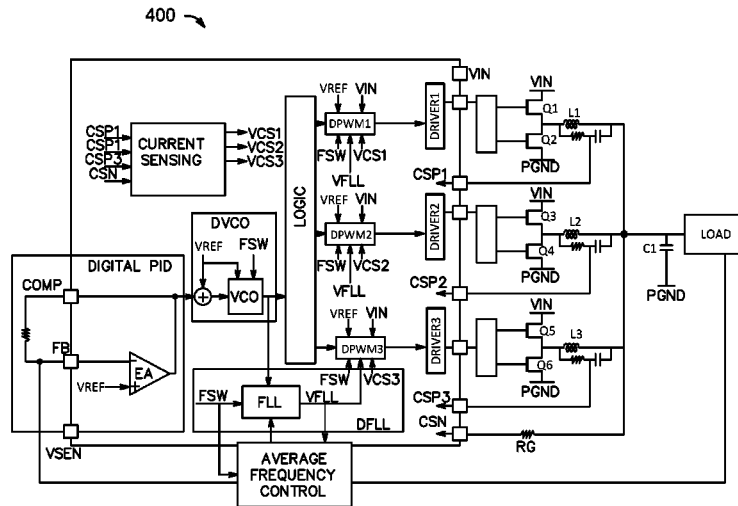 400
VIN
CSP1
CSP1
CSP3
CSN
CURRENT
SENSING
VCS1
VCS2
VCS3
LOGIC
VREF
VIN
DPWM1
FSW
VCS1
VFLL
DRIVER1
VIN
Q1
Q2
L1
PGND
CSP1
VREF
VIN
DPWM2
FSW
VCS2
VFLL
DRIVER2
VIN
Q3
Q4
L2
PGND
CSP2
C1
PGND
LOAD
DVCO
VREF
FSW
VCO
DIGITAL PID
COMP
FB
VREF
EA
VSEN
VREF
VIN
DPWM3
FSW
VCS3
DRIVER3
VIN
Q5
Q6
L3
PGND
CSP3
CSN
RG
FSW
FLL
VFLL
DFLL
AVERAGE
FREQUENCY
CONTROL